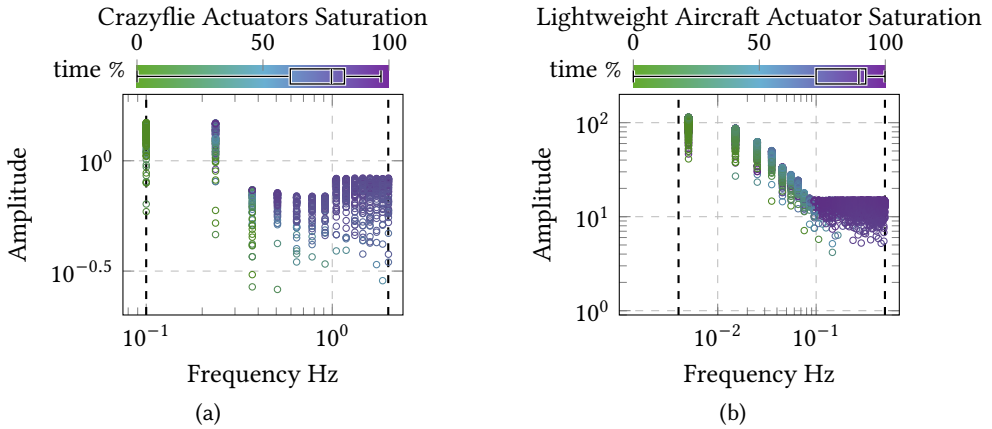 Crazyflie Actuators Saturation
0 50 100
time %
10^0
10^−0.5
Amplitude
10^−1 10^0
Frequency Hz
(a)
Lightweight Aircraft Actuator Saturation
0 50 100
time %
10^2
10^1
10^0
Amplitude
10^−2 10^−1
Frequency Hz
(b)